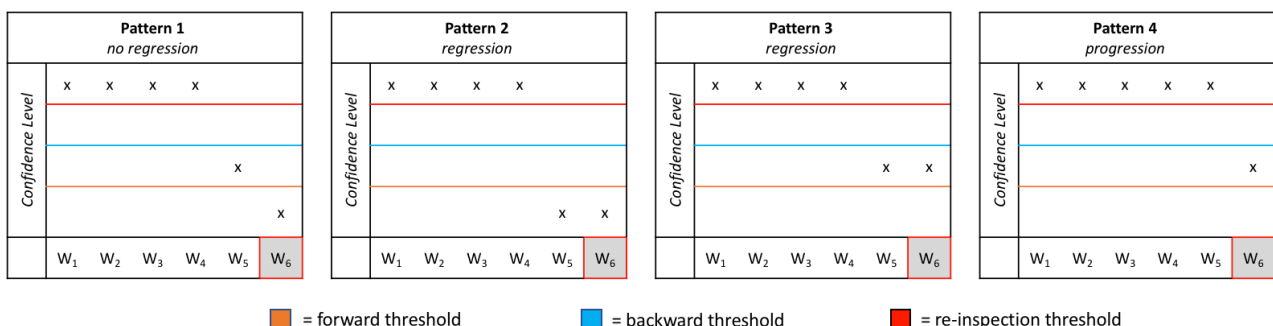 Pattern 1
no regression
Confidence Level
x x x x
x
x
W₁ W₂ W₃ W₄ W₅ W₆
Pattern 2
regression
Confidence Level
x x x x
x x
W₁ W₂ W₃ W₄ W₅ W₆
Pattern 3
regression
Confidence Level
x x x x
x x
W₁ W₂ W₃ W₄ W₅ W₆
Pattern 4
progression
Confidence Level
x x x x x
x
W₁ W₂ W₃ W₄ W₅ W₆
= forward threshold
= backward threshold
= re-inspection threshold